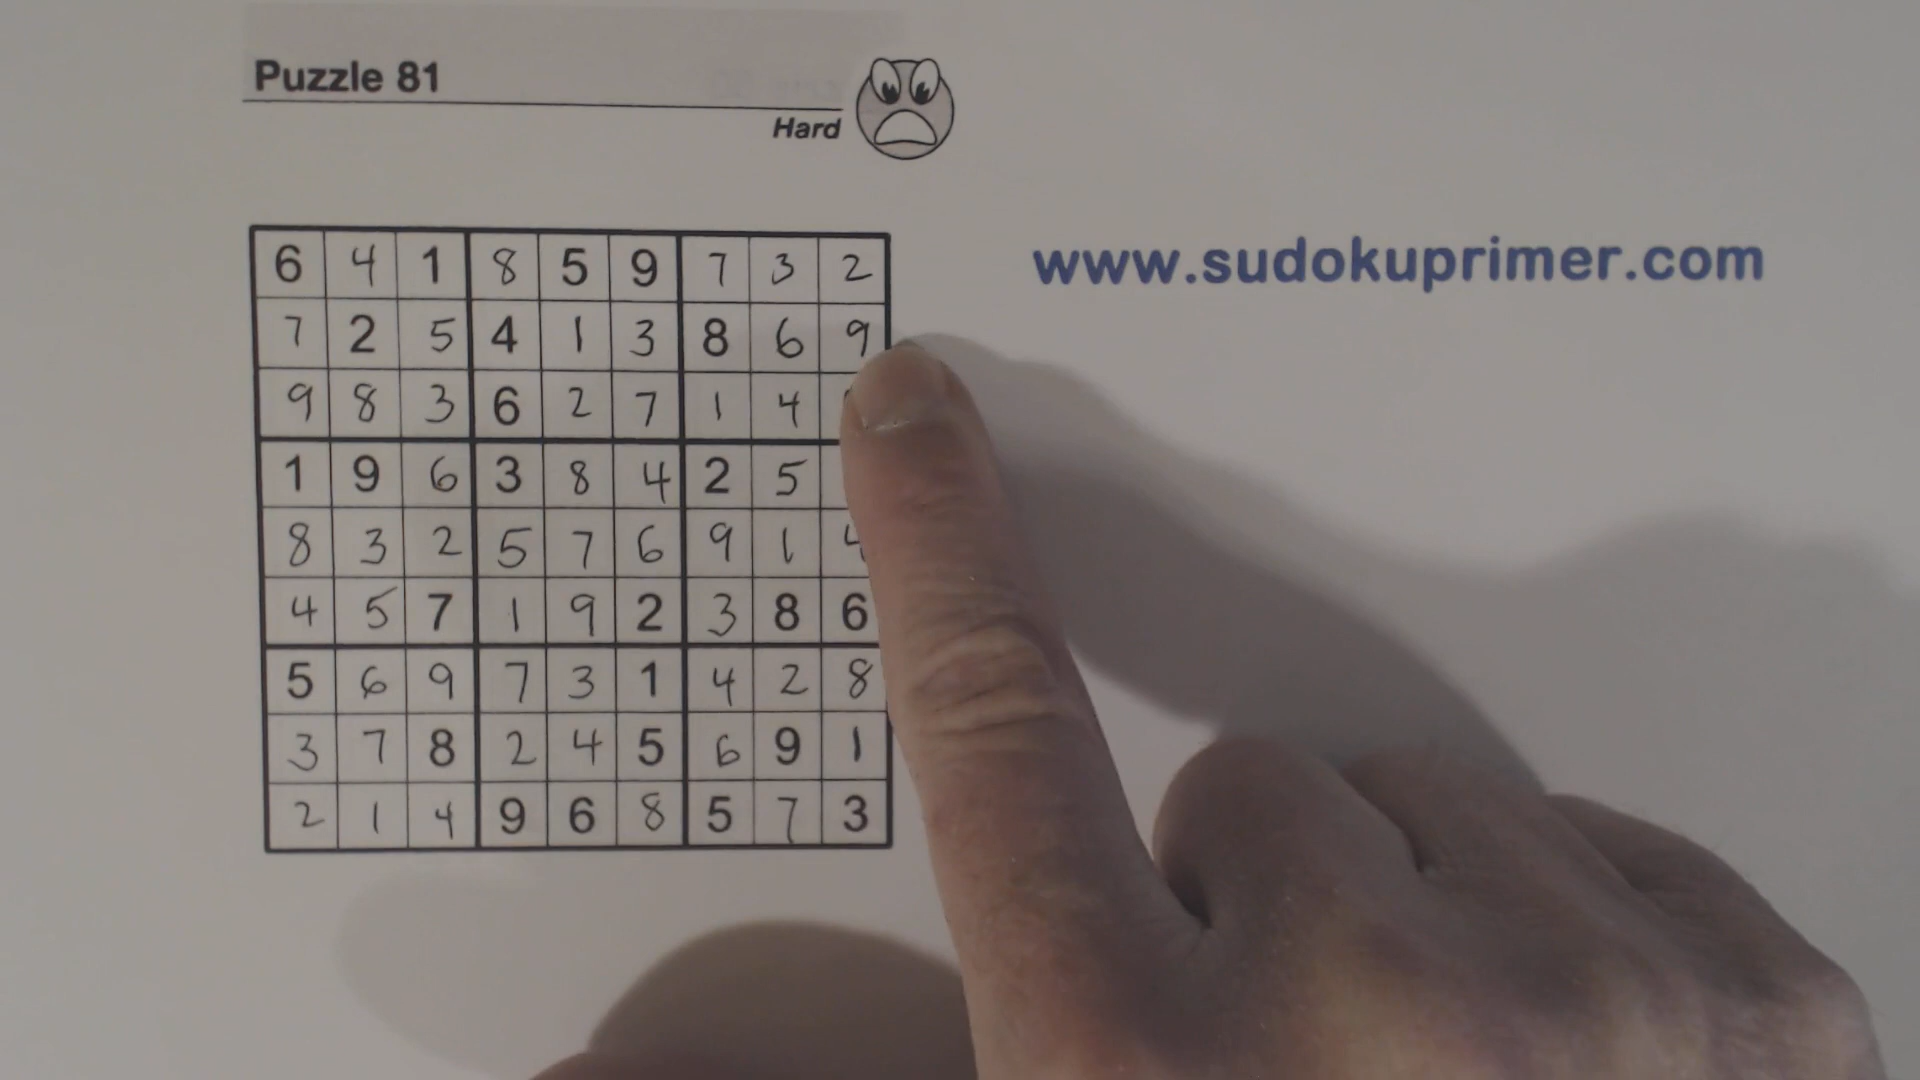 Puzzle 81
Hard
6 4 1 8 5 9 7 3 2
www.sudokuprimer.com
7 2 5 4 1 3 8 6 9
9 8 3 6 2 7 1 4
1 9 6 3 8 4 2 5
8 3 2 5 7 6 9 1 4
4 5 7 1 9 2 3 8 6
5 6 9 7 3 1 4 2 8
3 7 8 2 4 5 6 9 1
2 1 4 9 6 8 5 7 3